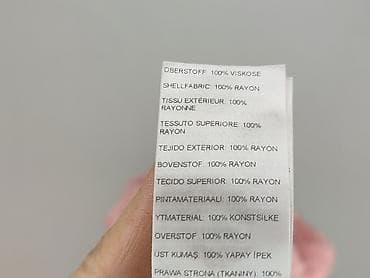 OBERSTOFF: 100% VISKOSE
SHELLFABRIC: 100% RAYON
TISSU EXTÉRIEUR: 100%
RAYONNE
TESSUTO SUPERIORE: 100%
RAYON
TEJIDO EXTERIOR: 100% RAYON
BOVENSTOF: 100% RAYON
TECIDO SUPERIOR: 100% RAYON
PINTAMATERIAALI: 100% RAYON
YTMATERIAL: 100% KONSTSILKE
OVERSTOF: 100% RAYON
ÜST KUMAŞ: 100% YAPAY İPEK
PRAWA STRONA (TKANINY): 100%